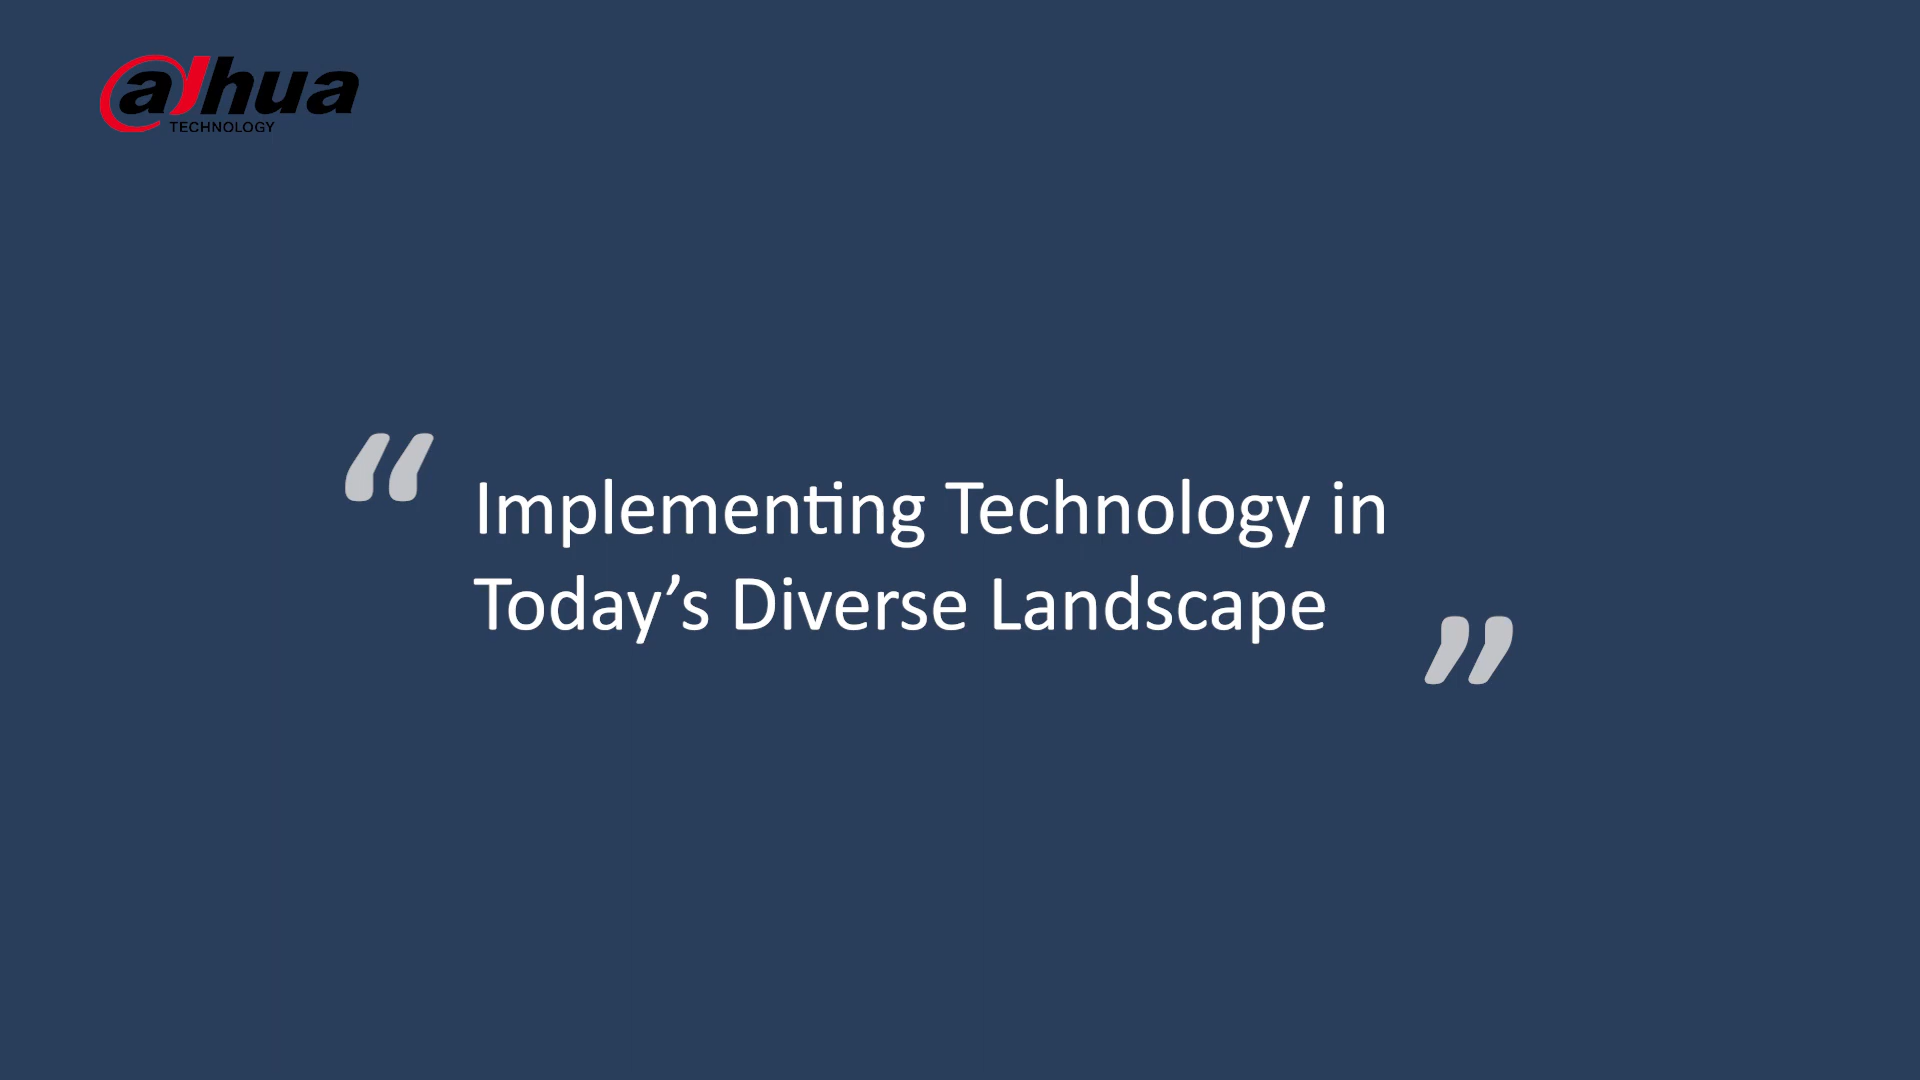 alhua
TECHNOLOGY
“ Implementing Technology in
Today’s Diverse Landscape ”